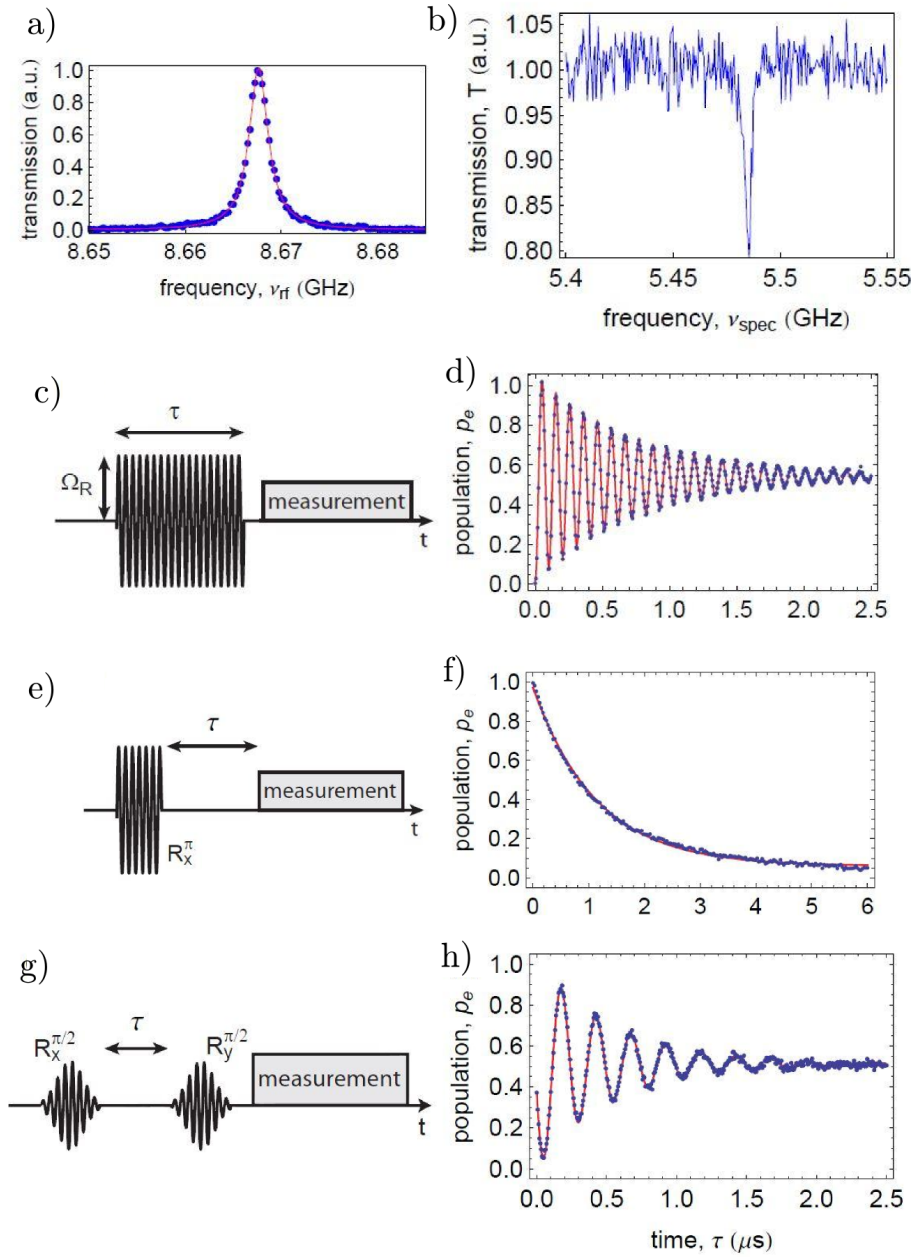 a)
transmission (a.u.)
1.0
0.8
0.6
0.4
0.2
0.0
8.65 8.66 8.67 8.68
frequency, νrf (GHz)
b)
transmission, T (a.u.)
1.05
1.00
0.95
0.90
0.85
0.80
5.4 5.45 5.5 5.55
frequency, νspec (GHz)
c)
τ
ΩR
measurement
t
d)
population, pe
1.0
0.8
0.6
0.4
0.2
0.0
0.0 0.5 1.0 1.5 2.0 2.5
e)
τ
measurement
t
Rxπ
f)
population, pe
1.0
0.8
0.6
0.4
0.2
0.0
0 1 2 3 4 5 6
g)
Rxπ/2
τ
Ryπ/2
measurement
t
h)
population, pe
1.0
0.8
0.6
0.4
0.2
0.0
0.0 0.5 1.0 1.5 2.0 2.5
time, τ (μs)